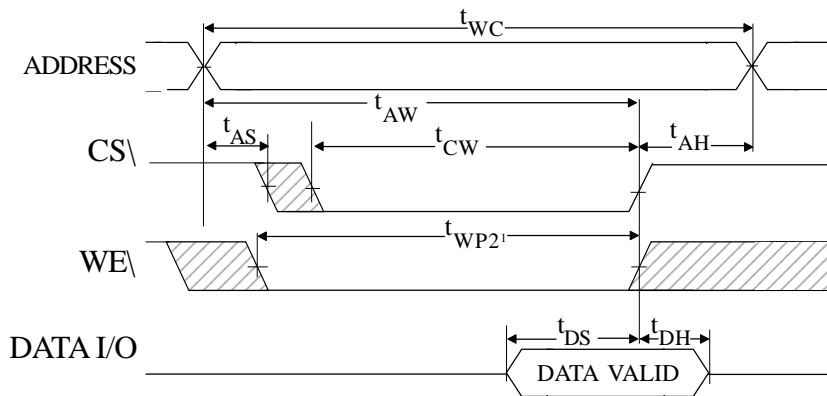 tWC
ADDRESS
tAW
tAS
tCW
tAH
CS\
tWP2¹
WE\
tDS
tDH
DATA I/O
DATA VALID